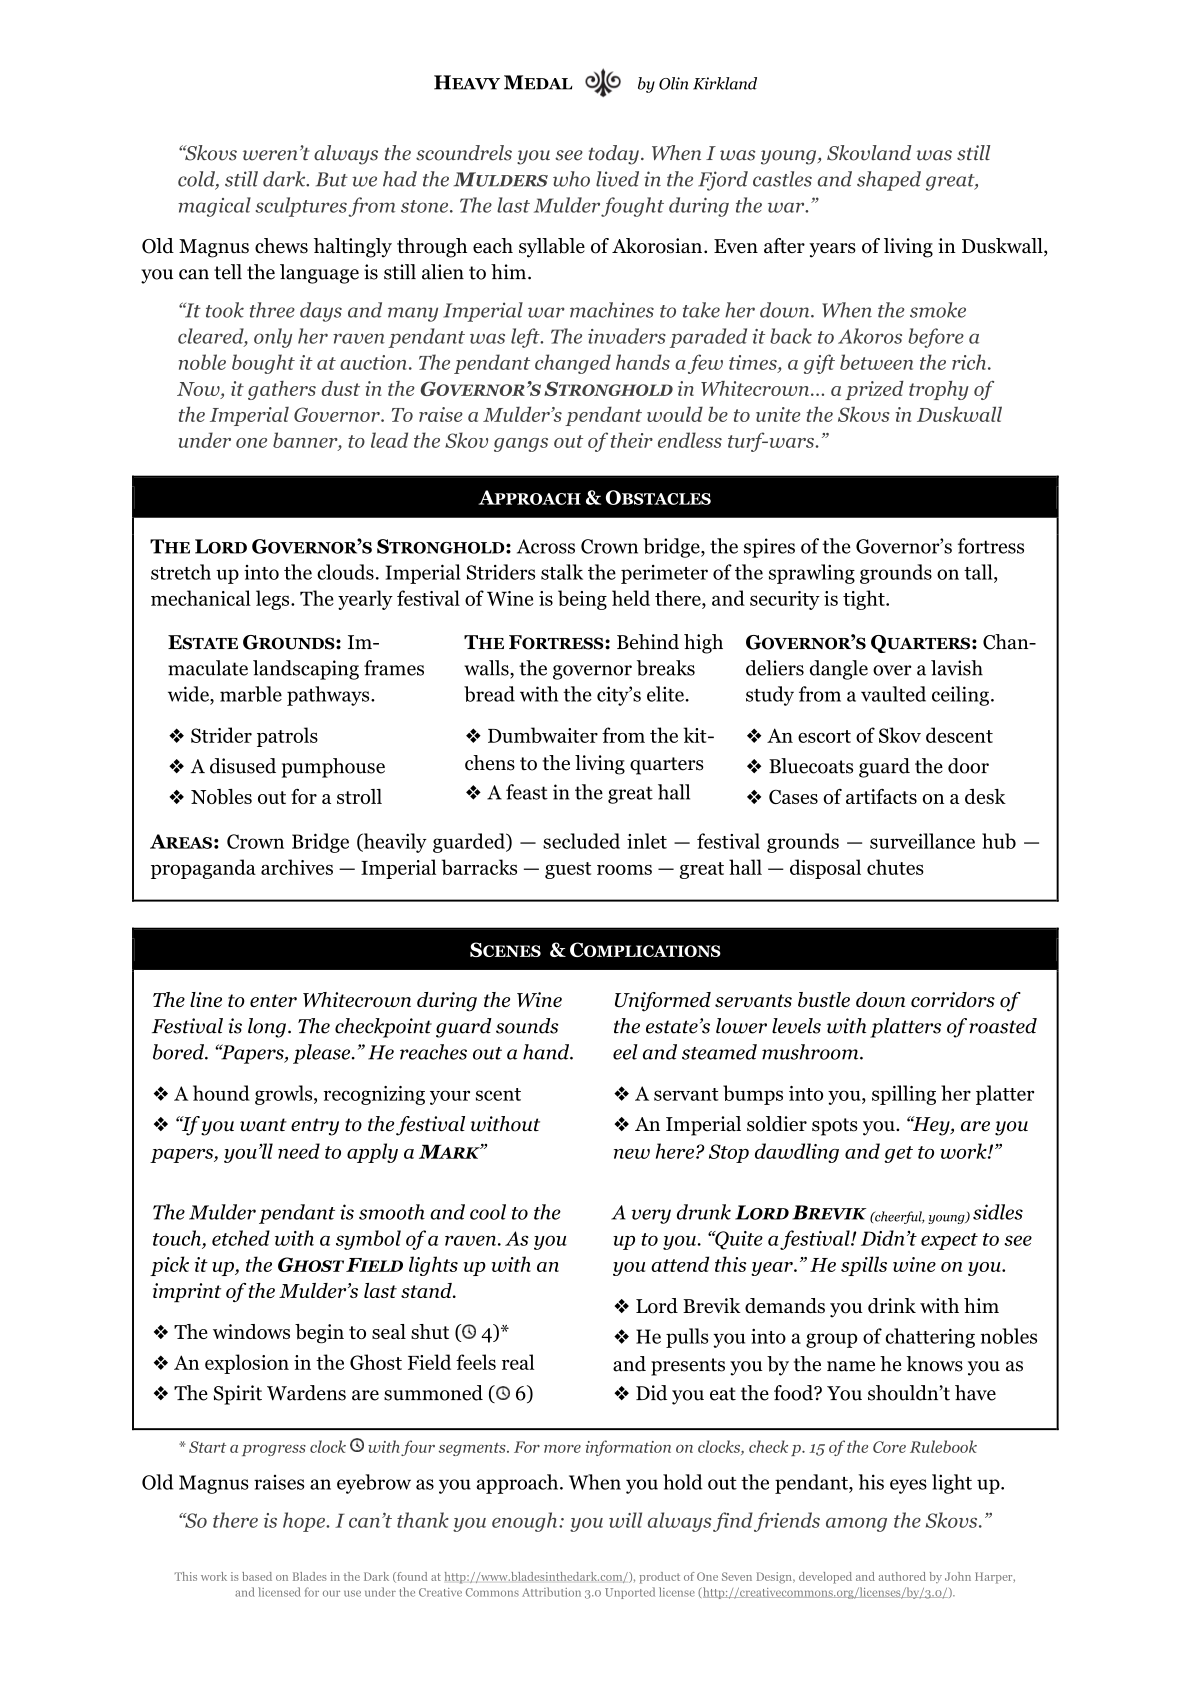 HEAVY MEDAL by Olin Kirkland
“Skovs weren’t always the scoundrels you see today. When I was young, Skovland was still
cold, still dark. But we had the MULDERS who lived in the Fjord castles and shaped great,
magical sculptures from stone. The last Mulder fought during the war.”
Old Magnus chews haltingly through each syllable of Akorosian. Even after years of living in Duskwall,
you can tell the language is still alien to him.
“It took three days and many Imperial war machines to take her down. When the smoke
cleared, only her raven pendant was left. The invaders paraded it back to Akoros before a
noble bought it at auction. The pendant changed hands a few times, a gift between the rich.
Now, it gathers dust in the GOVERNOR’S STRONGHOLD in Whitecrown... a prized trophy of
the Imperial Governor. To raise a Mulder’s pendant would be to unite the Skovs in Duskwall
under one banner, to lead the Skov gangs out of their endless turf-wars.”
APPROACH & OBSTACLES
THE LORD GOVERNOR’S STRONGHOLD: Across Crown bridge, the spires of the Governor’s fortress
stretch up into the clouds. Imperial Striders stalk the perimeter of the sprawling grounds on tall,
mechanical legs. The yearly festival of Wine is being held there, and security is tight.
ESTATE GROUNDS: Im-
maculate landscaping frames
wide, marble pathways.
❖ Strider patrols
❖ A disused pumphouse
❖ Nobles out for a stroll
THE FORTRESS: Behind high
walls, the governor breaks
bread with the city’s elite.
❖ Dumbwaiter from the kit-
chens to the living quarters
❖ A feast in the great hall
GOVERNOR’S QUARTERS: Chan-
deliers dangle over a lavish
study from a vaulted ceiling.
❖ An escort of Skov descent
❖ Bluecoats guard the door
❖ Cases of artifacts on a desk
AREAS: Crown Bridge (heavily guarded) — secluded inlet — festival grounds — surveillance hub —
propaganda archives — Imperial barracks — guest rooms — great hall — disposal chutes
SCENES & COMPLICATIONS
The line to enter Whitecrown during the Wine
Festival is long. The checkpoint guard sounds
bored. “Papers, please.” He reaches out a hand.
❖ A hound growls, recognizing your scent
❖ “If you want entry to the festival without
papers, you’ll need to apply a MARK”
Uniformed servants bustle down corridors of
the estate’s lower levels with platters of roasted
eel and steamed mushroom.
❖ A servant bumps into you, spilling her platter
❖ An Imperial soldier spots you. “Hey, are you
new here? Stop dawdling and get to work!”
The Mulder pendant is smooth and cool to the
touch, etched with a symbol of a raven. As you
pick it up, the GHOST FIELD lights up with an
imprint of the Mulder’s last stand.
❖ The windows begin to seal shut (🕓 4)*
❖ An explosion in the Ghost Field feels real
❖ The Spirit Wardens are summoned (🕓 6)
A very drunk LORD BREVIK (cheerful, young) sidles
up to you. “Quite a festival! Didn’t expect to see
you attend this year.” He spills wine on you.
❖ Lord Brevik demands you drink with him
❖ He pulls you into a group of chattering nobles
and presents you by the name he knows you as
❖ Did you eat the food? You shouldn’t have
* Start a progress clock 🕓 with four segments. For more information on clocks, check p. 15 of the Core Rulebook
Old Magnus raises an eyebrow as you approach. When you hold out the pendant, his eyes light up.
“So there is hope. I can’t thank you enough: you will always find friends among the Skovs.”
This work is based on Blades in the Dark (found at http://www.bladesinthedark.com/), product of One Seven Design, developed and authored by John Harper,
and licensed for our use under the Creative Commons Attribution 3.0 Unported license (http://creativecommons.org/licenses/by/3.0/).